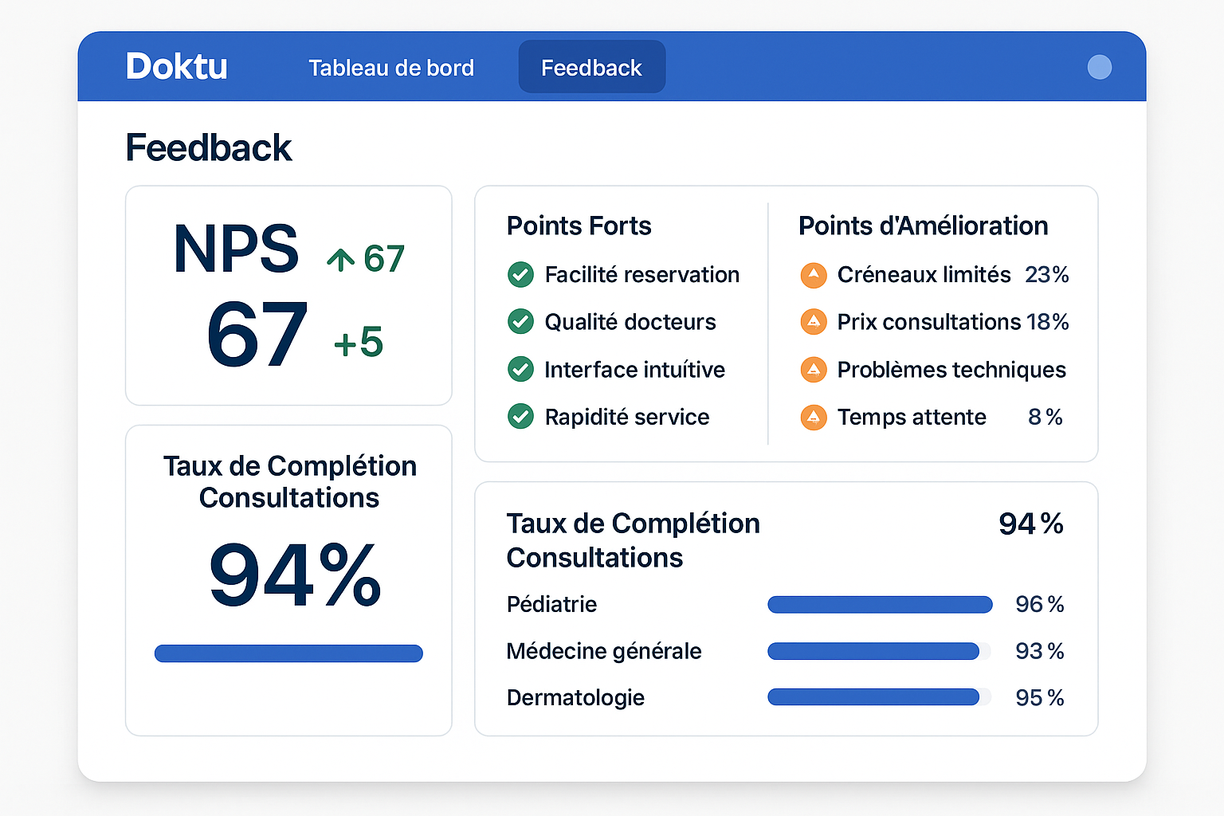 Doktu
Tableau de bord
Feedback
Feedback
NPS ↑ 67
67 +5
Taux de Complétion
Consultations
94%
Points Forts
Facilité reservation
Qualité docteurs
Interface intuítive
Rapidité service
Points d'Amélioration
Créneaux limités 23%
Prix consultations 18%
Problèmes techniques
Temps attente 8 %
Taux de Complétion 94 %
Consultations
Pédiatrie 96 %
Médecine générale 93 %
Dermatologie 95 %